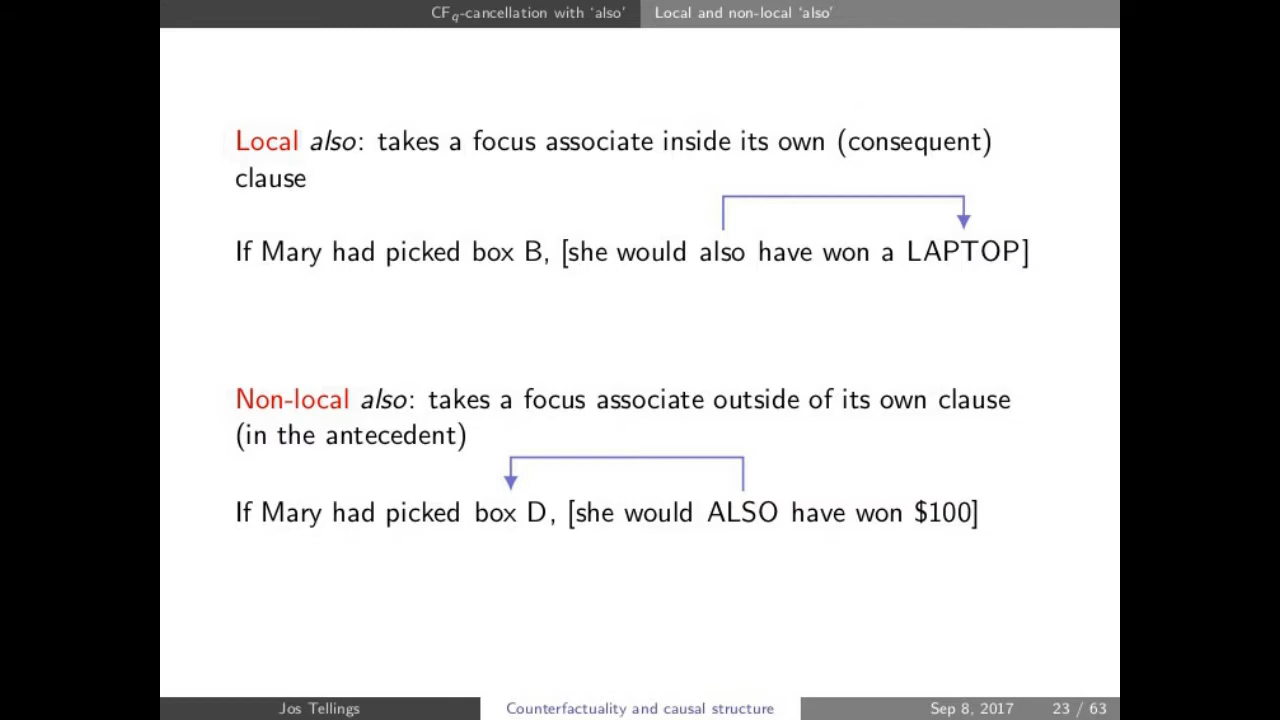 CFq-cancellation with ‘also’ Local and non-local ‘also’
Local also: takes a focus associate inside its own (consequent)
clause
If Mary had picked box B, [she would also have won a LAPTOP]
Non-local also: takes a focus associate outside of its own clause
(in the antecedent)
If Mary had picked box D, [she would ALSO have won $100]
Jos Tellings Counterfactuality and causal structure Sep 8, 2017 23 / 63